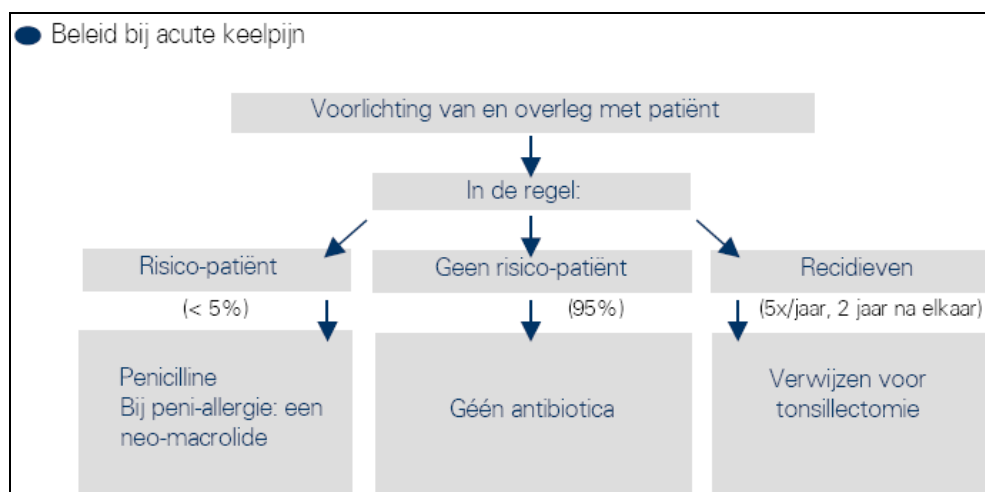 Beleid bij acute keelpijn
Voorlichting van en overleg met patiënt
In de regel:
Risico-patiënt
Geen risico-patiënt
Recidieven
(< 5%)
(95%)
(5x/jaar, 2 jaar na elkaar)
Penicilline
Bij peni-allergie: een
neo-macrolide
Géén antibiotica
Verwijzen voor
tonsillectomie